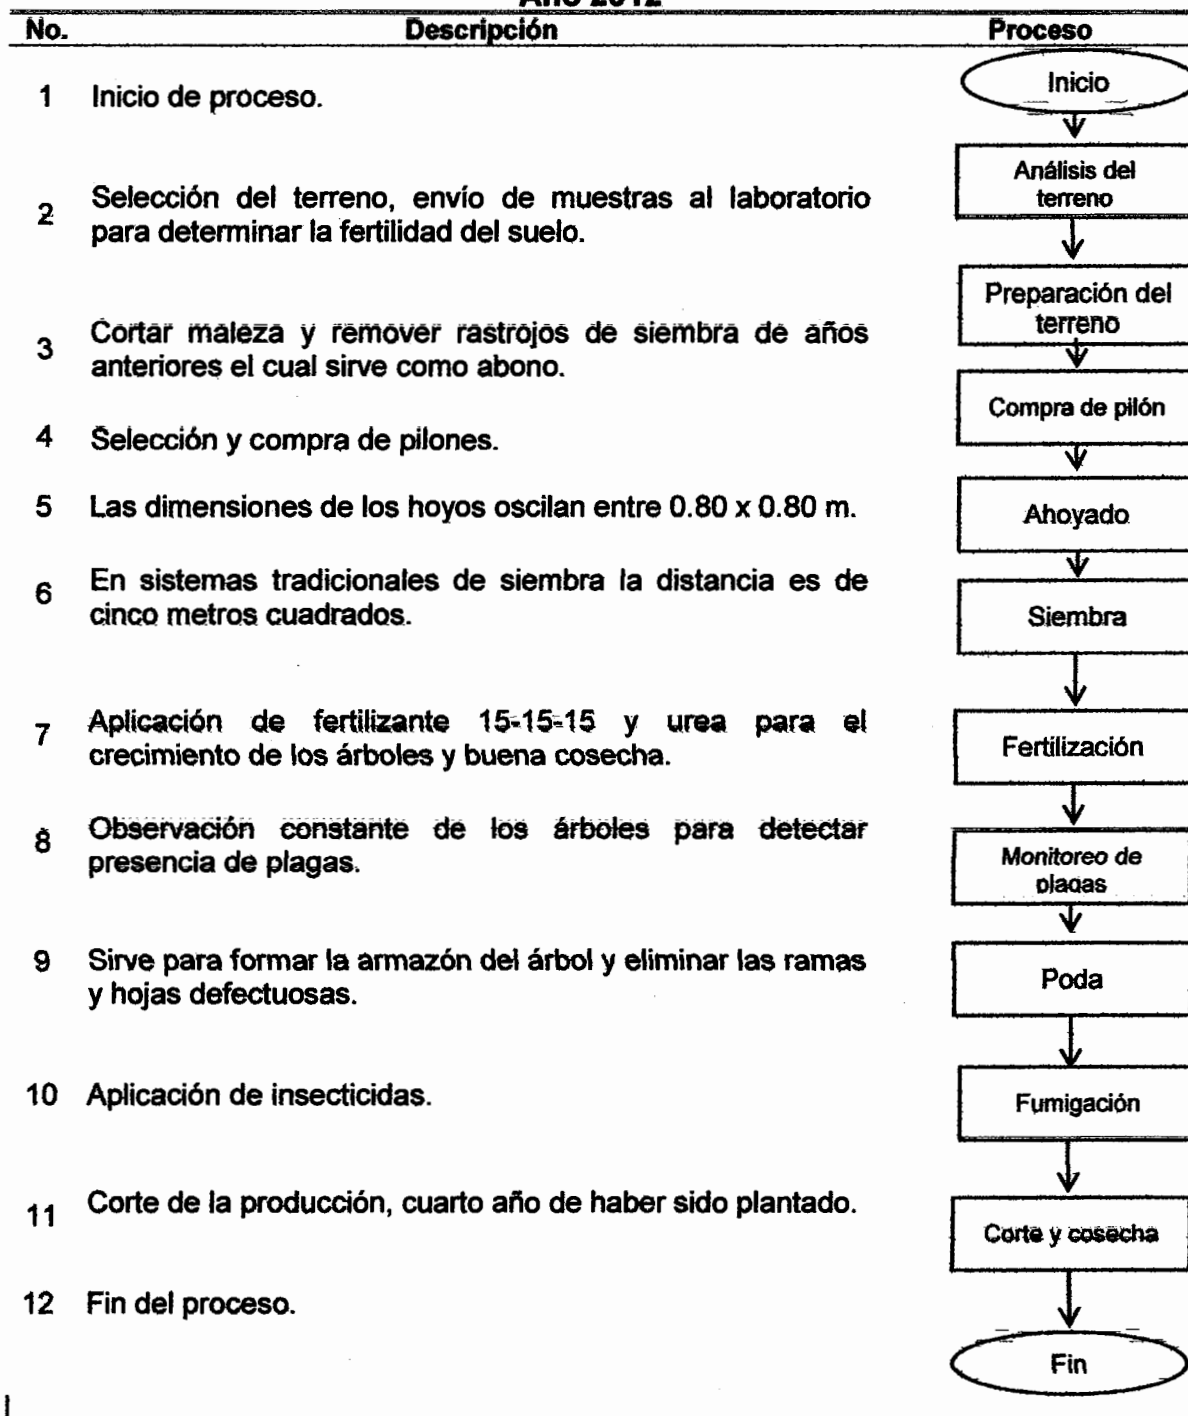 Año 2012
No. Descripción Proceso
Inicio
1 Inicio de proceso.
Análisis del
terreno
2 Selección del terreno, envío de muestras al laboratorio
para determinar la fertilidad del suelo.
Preparación del
terreno
3 Cortar maleza y remover rastrojos de siembra de años
anteriores el cual sirve como abono.
Compra de pilón
4 Selección y compra de pilones.
5 Las dimensiones de los hoyos oscilan entre 0.80 x 0.80 m.
Ahoyado
6 En sistemas tradicionales de siembra la distancia es de
cinco metros cuadrados.
Siembra
7 Aplicación de fertilizante 15-15-15 y urea para el
crecimiento de los árboles y buena cosecha.
Fertilización
8 Observación constante de los árboles para detectar
presencia de plagas.
Monitoreo de
plagas
9 Sirve para formar la armazón del árbol y eliminar las ramas
y hojas defectuosas.
Poda
10 Aplicación de insecticidas.
Fumigación
11 Corte de la producción, cuarto año de haber sido plantado.
Corte y cosecha
12 Fin del proceso.
Fin